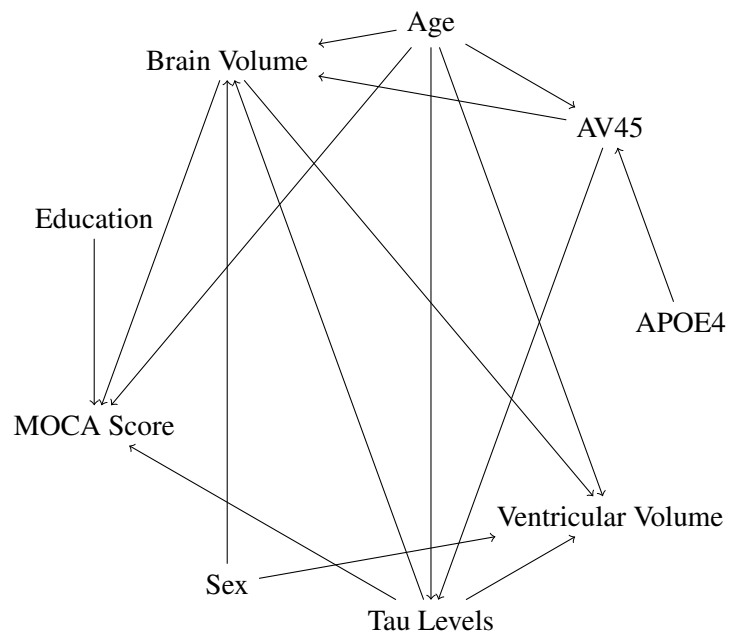 Age
Brain Volume
AV45
Education
APOE4
MOCA Score
Ventricular Volume
Sex
Tau Levels